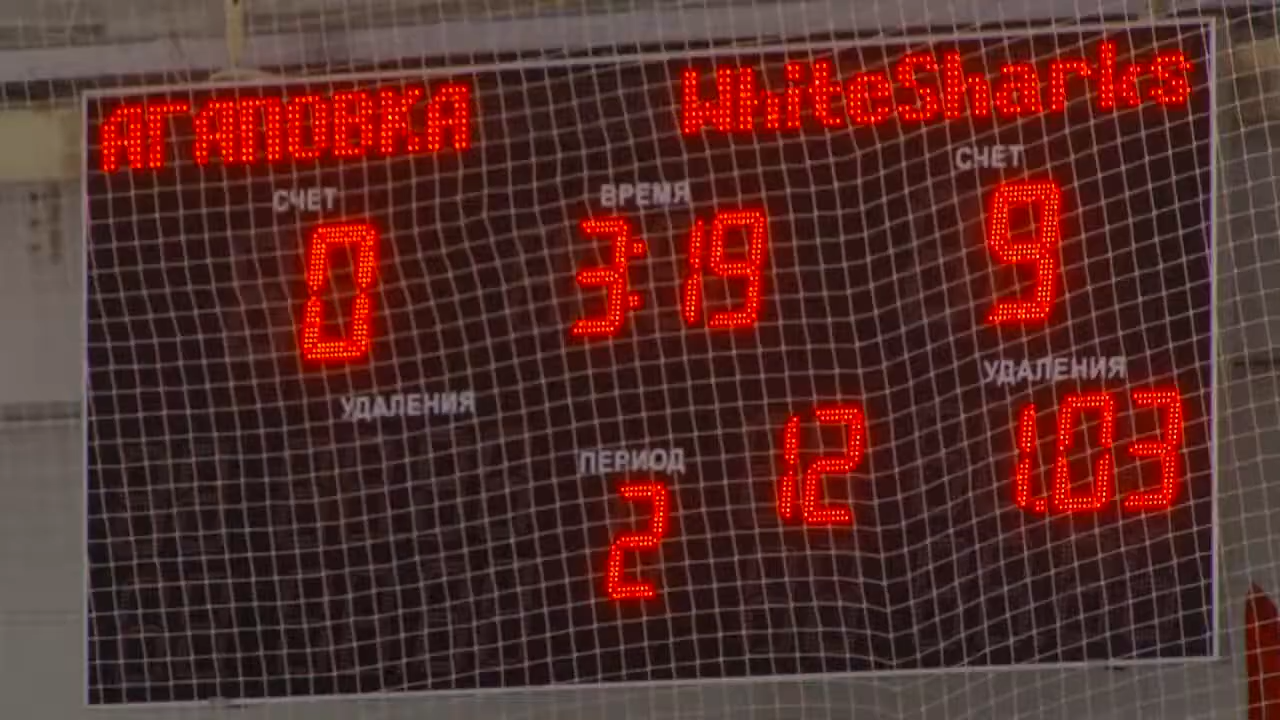 АГАПОВКА WhiteSharks
СЧЕТ ВРЕМЯ СЧЕТ
0 3:19 9
УДАЛЕНИЯ УДАЛЕНИЯ
12 1.03
ПЕРИОД
2